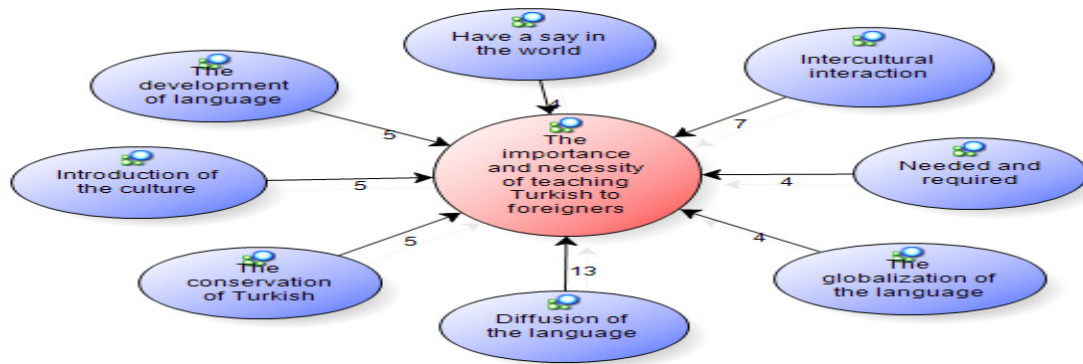 Have a say in
the world
The
development
of language
Intercultural
interaction
4
5
7
The
importance
and necessity
of teaching
Turkish to
foreigners
Introduction of
the culture
5
4
Needed and
required
5
4
The
conservation
of Turkish
13
The
globalization of
the language
Diffusion of
the language